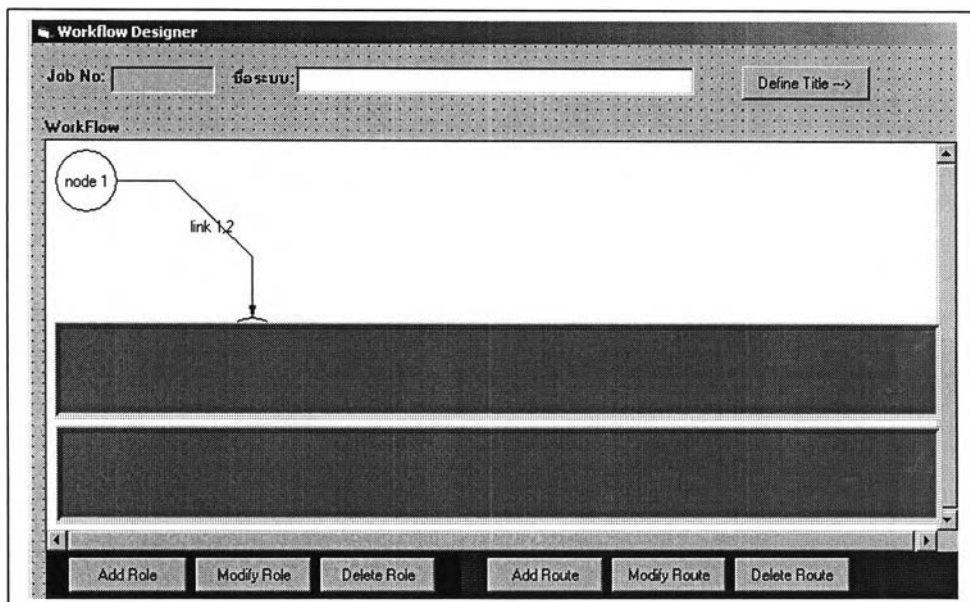 Workflow Designer
Job No: ชื่อระบบ: Define Title --->
WorkFlow
node 1
link 1,2
Add Role Modify Role Delete Role Add Route Modify Route Delete Route